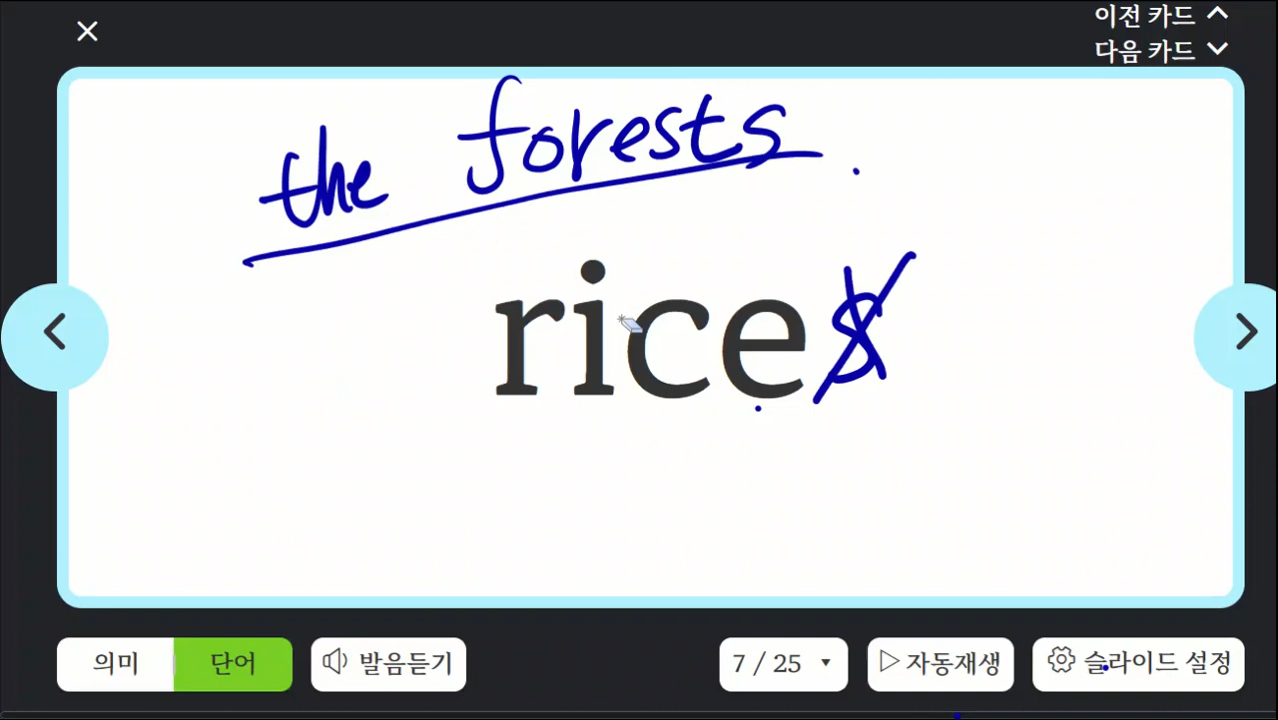 이전 카드
다음 카드
the forests.
rices
의미
단어
발음듣기
7 / 25
자동재생
슬라이드 설정